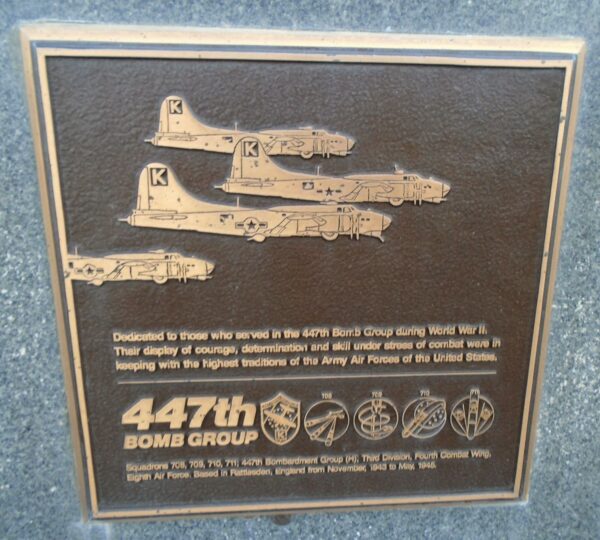 K
K
K
Dedicated to those who served in the 447th Bomb Group during World War II.
Their display of courage, determination and skill under stress of combat were in
keeping with the highest traditions of the Army Air Forces of the United States.
708 709 710 711
447th
BOMB GROUP
Squadrons 708, 709, 710, 711; 447th Bombardment Group (H), Third Division, Fourth Combat Wing,
Eighth Air Force. Based in Rattlesden, England from November, 1943 to May, 1945.